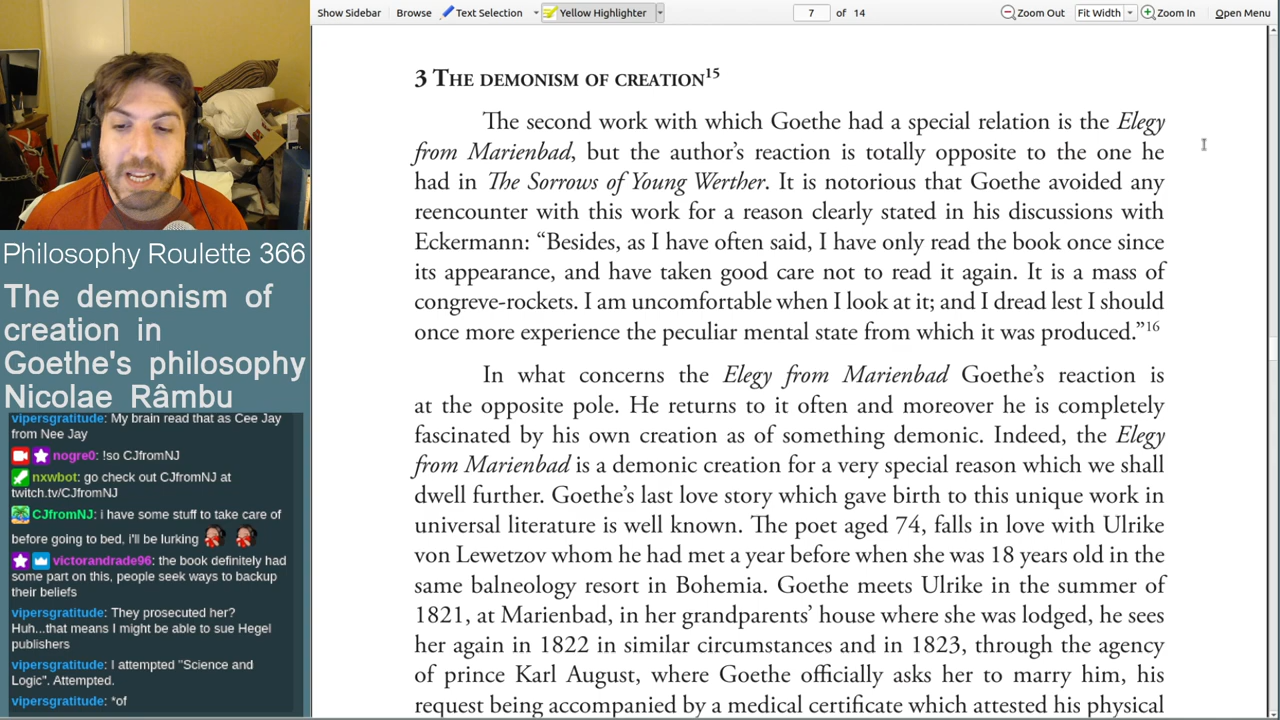 Show Sidebar Browse Text Selection Yellow Highlighter 7 of 14 Zoom Out Fit Width Zoom In Open Menu
Philosophy Roulette 366
The demonism of
creation in
Goethe's philosophy
Nicolae Râmbu
vipersgratitude: My brain read that as Cee Jay
from Nee Jay
nogre0: !so CJfromNJ
nxwbot: go check out CJfromNJ at
twitch.tv/CJfromNJ
CJfromNJ: i have some stuff to take care of
before going to bed, i'll be lurking
victorandrade96: the book definitely had
some part on this, people seek ways to backup
their beliefs
vipersgratitude: They prosecuted her?
Huh...that means I might be able to sue Hegel
publishers
vipersgratitude: I attempted "Science and
Logic". Attempted.
vipersgratitude: *of
3 THE DEMONISM OF CREATION15
The second work with which Goethe had a special relation is the Elegy
from Marienbad, but the author's reaction is totally opposite to the one he
had in The Sorrows of Young Werther. It is notorious that Goethe avoided any
reencounter with this work for a reason clearly stated in his discussions with
Eckermann: “Besides, as I have often said, I have only read the book once since
its appearance, and have taken good care not to read it again. It is a mass of
congreve-rockets. I am uncomfortable when I look at it; and I dread lest I should
once more experience the peculiar mental state from which it was produced.”16
In what concerns the Elegy from Marienbad Goethe's reaction is
at the opposite pole. He returns to it often and moreover he is completely
fascinated by his own creation as of something demonic. Indeed, the Elegy
from Marienbad is a demonic creation for a very special reason which we shall
dwell further. Goethe's last love story which gave birth to this unique work in
universal literature is well known. The poet aged 74, falls in love with Ulrike
von Lewetzov whom he had met a year before when she was 18 years old in the
same balneology resort in Bohemia. Goethe meets Ulrike in the summer of
1821, at Marienbad, in her grandparents' house where she was lodged, he sees
her again in 1822 in similar circumstances and in 1823, through the agency
of prince Karl August, where Goethe officially asks her to marry him, his
request being accompanied by a medical certificate which attested his physical